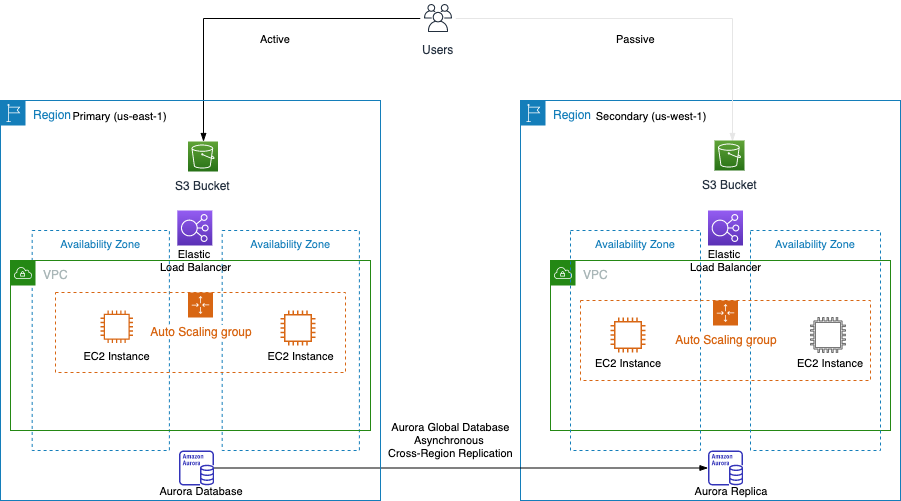 Users
Active
Passive
Region Primary (us-east-1)
Region Secondary (us-west-1)
S3 Bucket
S3 Bucket
Availability Zone
Availability Zone
Elastic
Load Balancer
Availability Zone
Availability Zone
Elastic
Load Balancer
VPC
VPC
Auto Scaling group
EC2 Instance
EC2 Instance
Auto Scaling group
EC2 Instance
EC2 Instance
Aurora Global Database
Asynchronous
Cross-Region Replication
Amazon
Aurora
Aurora Database
Amazon
Aurora
Aurora Replica